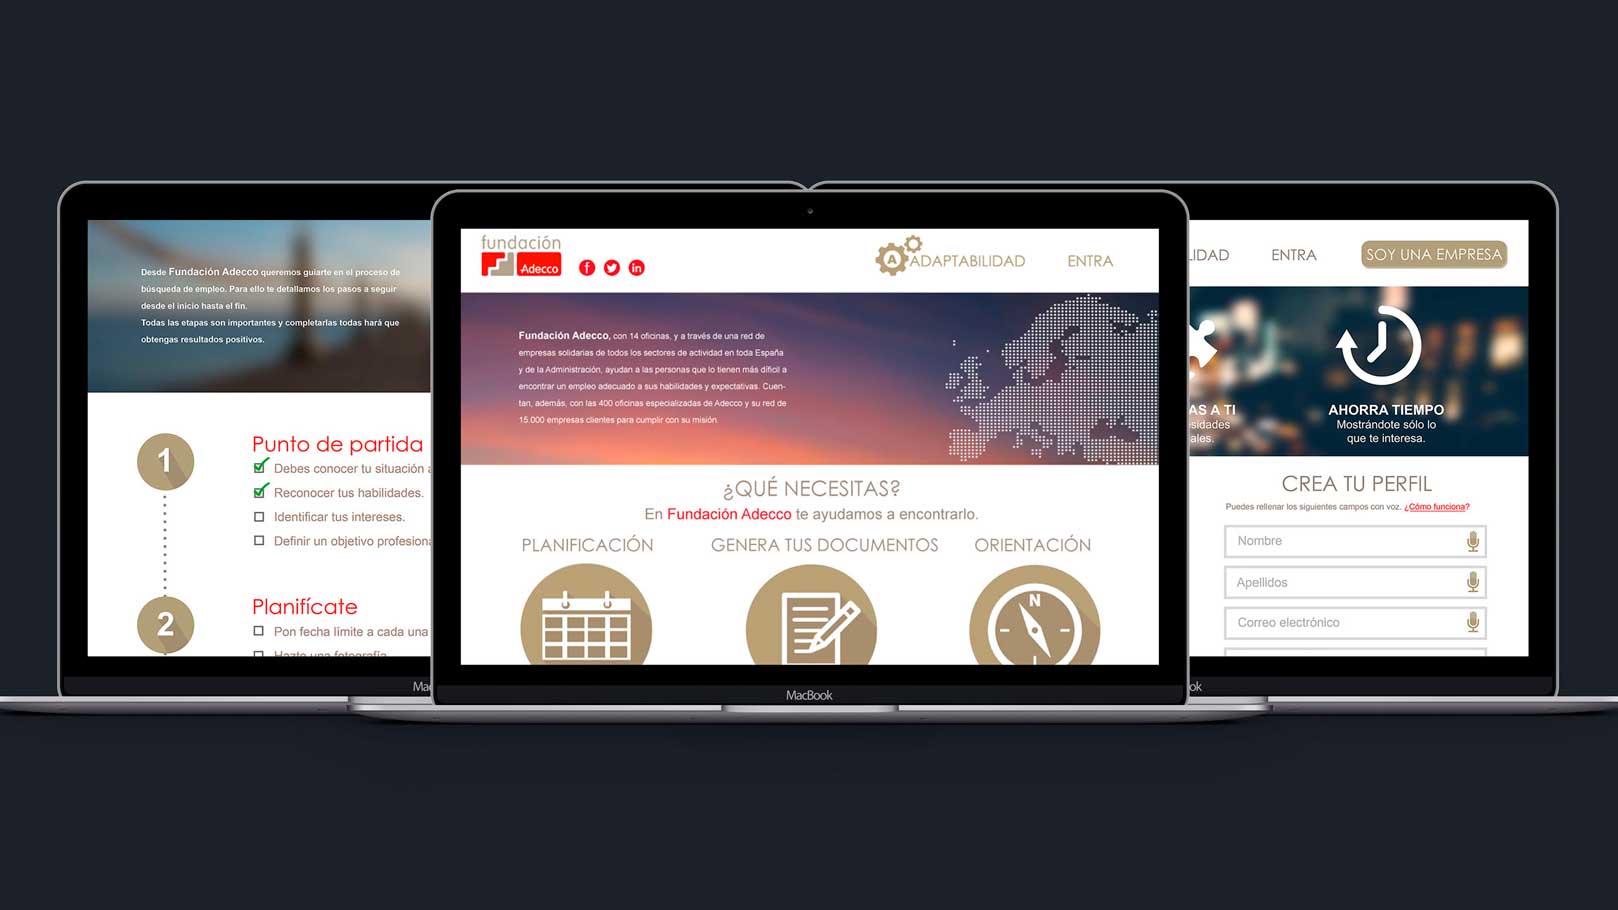 Desde Fundación Adecco queremos guiarte en el proceso de
búsqueda de empleo. Para ello te detallamos los pasos a seguir
desde el inicio hasta el fin.
Todas las etapas son importantes y completarlas todas hará que
obtengas resultados positivos.
1
Punto de partida
Debes conocer tu situación a
Reconocer tus habilidades.
Identificar tus intereses.
Definir un objetivo profesiona
2
Planifícate
Pon fecha límite a cada una
Hazte una fotografía
Mac
fundación
Adecco
f
in
A
ADAPTABILIDAD
ENTRA
Fundación Adecco, con 14 oficinas, y a través de una red de
empresas solidarias de todos los sectores de actividad en toda España
y de la Administración, ayudan a las personas que lo tienen más difícil a
encontrar un empleo adecuado a sus habilidades y expectativas. Cuen-
tan, además, con las 400 oficinas especializadas de Adecco y su red de
15.000 empresas clientes para cumplir con su misión.
¿QUÉ NECESITAS?
En Fundación Adecco te ayudamos a encontrarlo.
PLANIFICACIÓN
GENERA TUS DOCUMENTOS
ORIENTACIÓN
N
MacBook
LIDAD
ENTRA
SOY UNA EMPRESA
AS A TI
esidades
ales.
AHORRA TIEMPO
Mostrándote sólo lo
que te interesa.
CREA TU PERFIL
Puedes rellenar los siguientes campos con voz. ¿Cómo funciona?
Nombre
Apellidos
Correo electrónico
ok